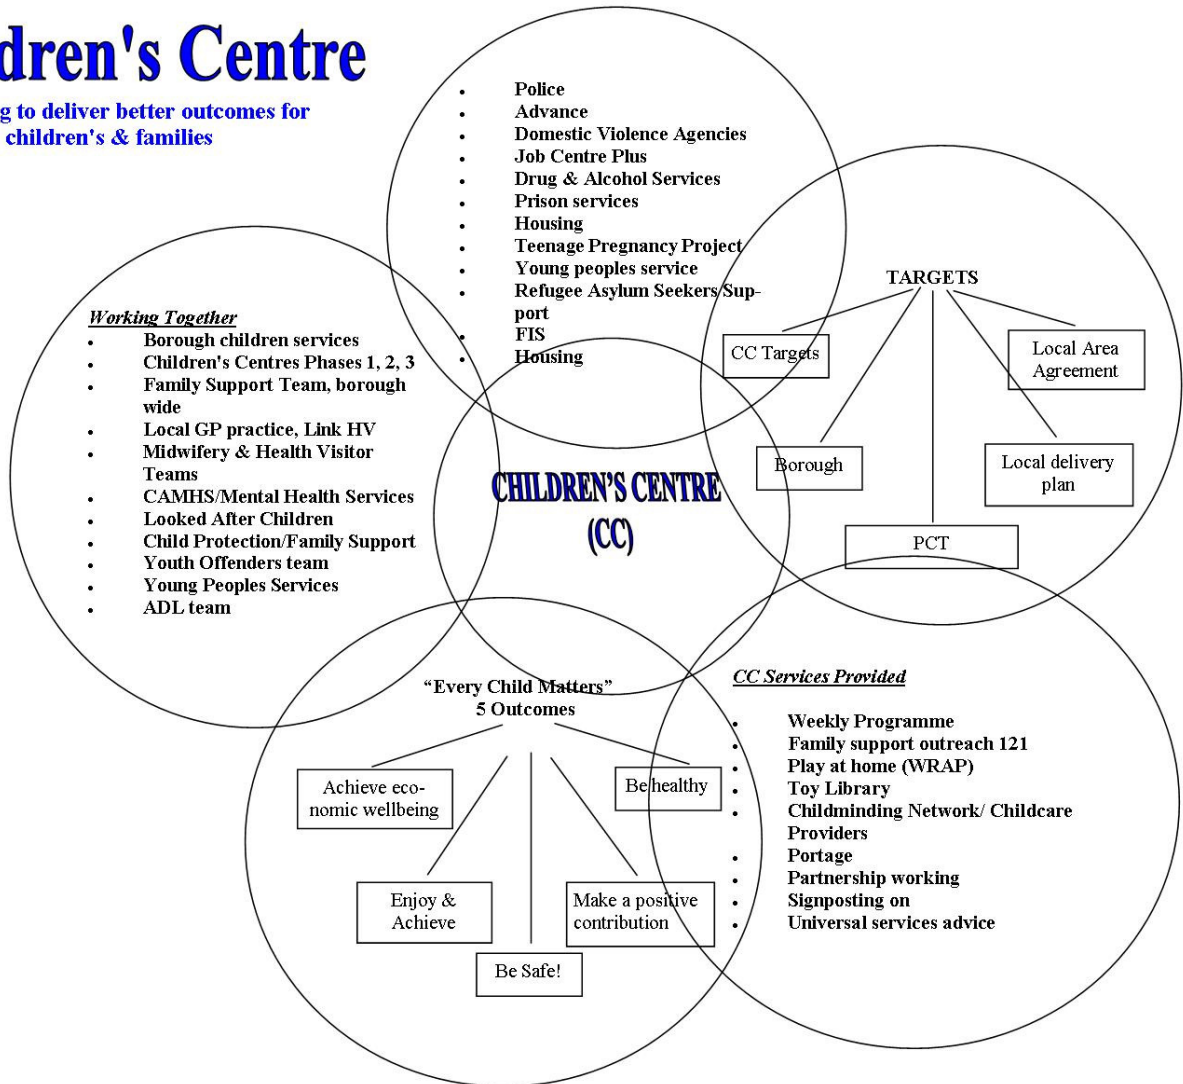 dren's Centre
g to deliver better outcomes for
children's & families
• Police
• Advance
• Domestic Violence Agencies
• Job Centre Plus
• Drug & Alcohol Services
• Prison services
• Housing
• Teenage Pregnancy Project
• Young peoples service
• Refugee Asylum Seekers Sup-
port
• FIS
• Housing
Working Together
• Borough children services
• Children's Centres Phases 1, 2, 3
• Family Support Team, borough
wide
• Local GP practice, Link HV
• Midwifery & Health Visitor
Teams
• CAMHS/Mental Health Services
• Looked After Children
• Child Protection/Family Support
• Youth Offenders team
• Young Peoples Services
• ADL team
TARGETS
CC Targets
Local Area
Agreement
Borough
Local delivery
plan
PCT
CHILDREN'S CENTRE
(CC)
“Every Child Matters”
5 Outcomes
Achieve eco-
nomic wellbeing
Be healthy
Enjoy &
Achieve
Make a positive
contribution
Be Safe!
CC Services Provided
• Weekly Programme
• Family support outreach 121
• Play at home (WRAP)
• Toy Library
• Childminding Network/ Childcare
Providers
• Portage
• Partnership working
• Signposting on
• Universal services advice